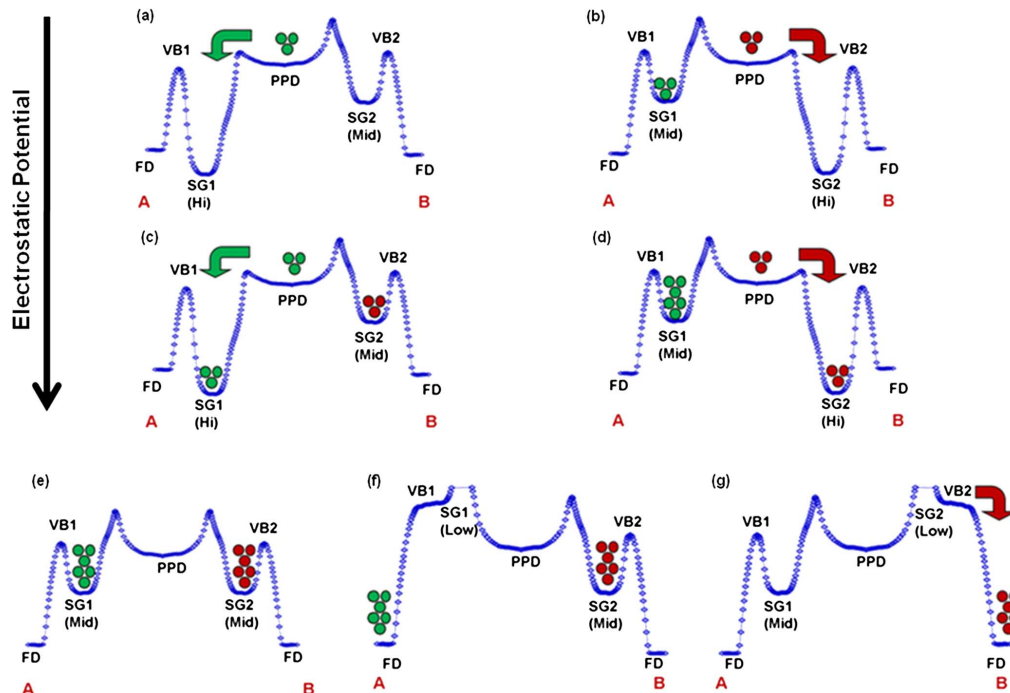 Electrostatic Potential
(a)
VB1
VB2
PPD
SG2
(Mid)
FD
FD
SG1
(Hi)
A
B
(b)
VB1
VB2
PPD
SG1
(Mid)
FD
FD
SG2
(Hi)
A
B
(c)
VB1
VB2
PPD
SG2
(Mid)
FD
FD
SG1
(Hi)
A
B
(d)
VB1
VB2
PPD
SG1
(Mid)
FD
FD
SG2
(Hi)
A
B
(e)
VB1
VB2
PPD
SG1
(Mid)
SG2
(Mid)
FD
FD
A
B
(f)
VB1
SG1
(Low)
VB2
PPD
SG2
(Mid)
FD
FD
A
B
(g)
VB1
VB2
SG2
(Low)
PPD
SG1
(Mid)
FD
FD
A
B